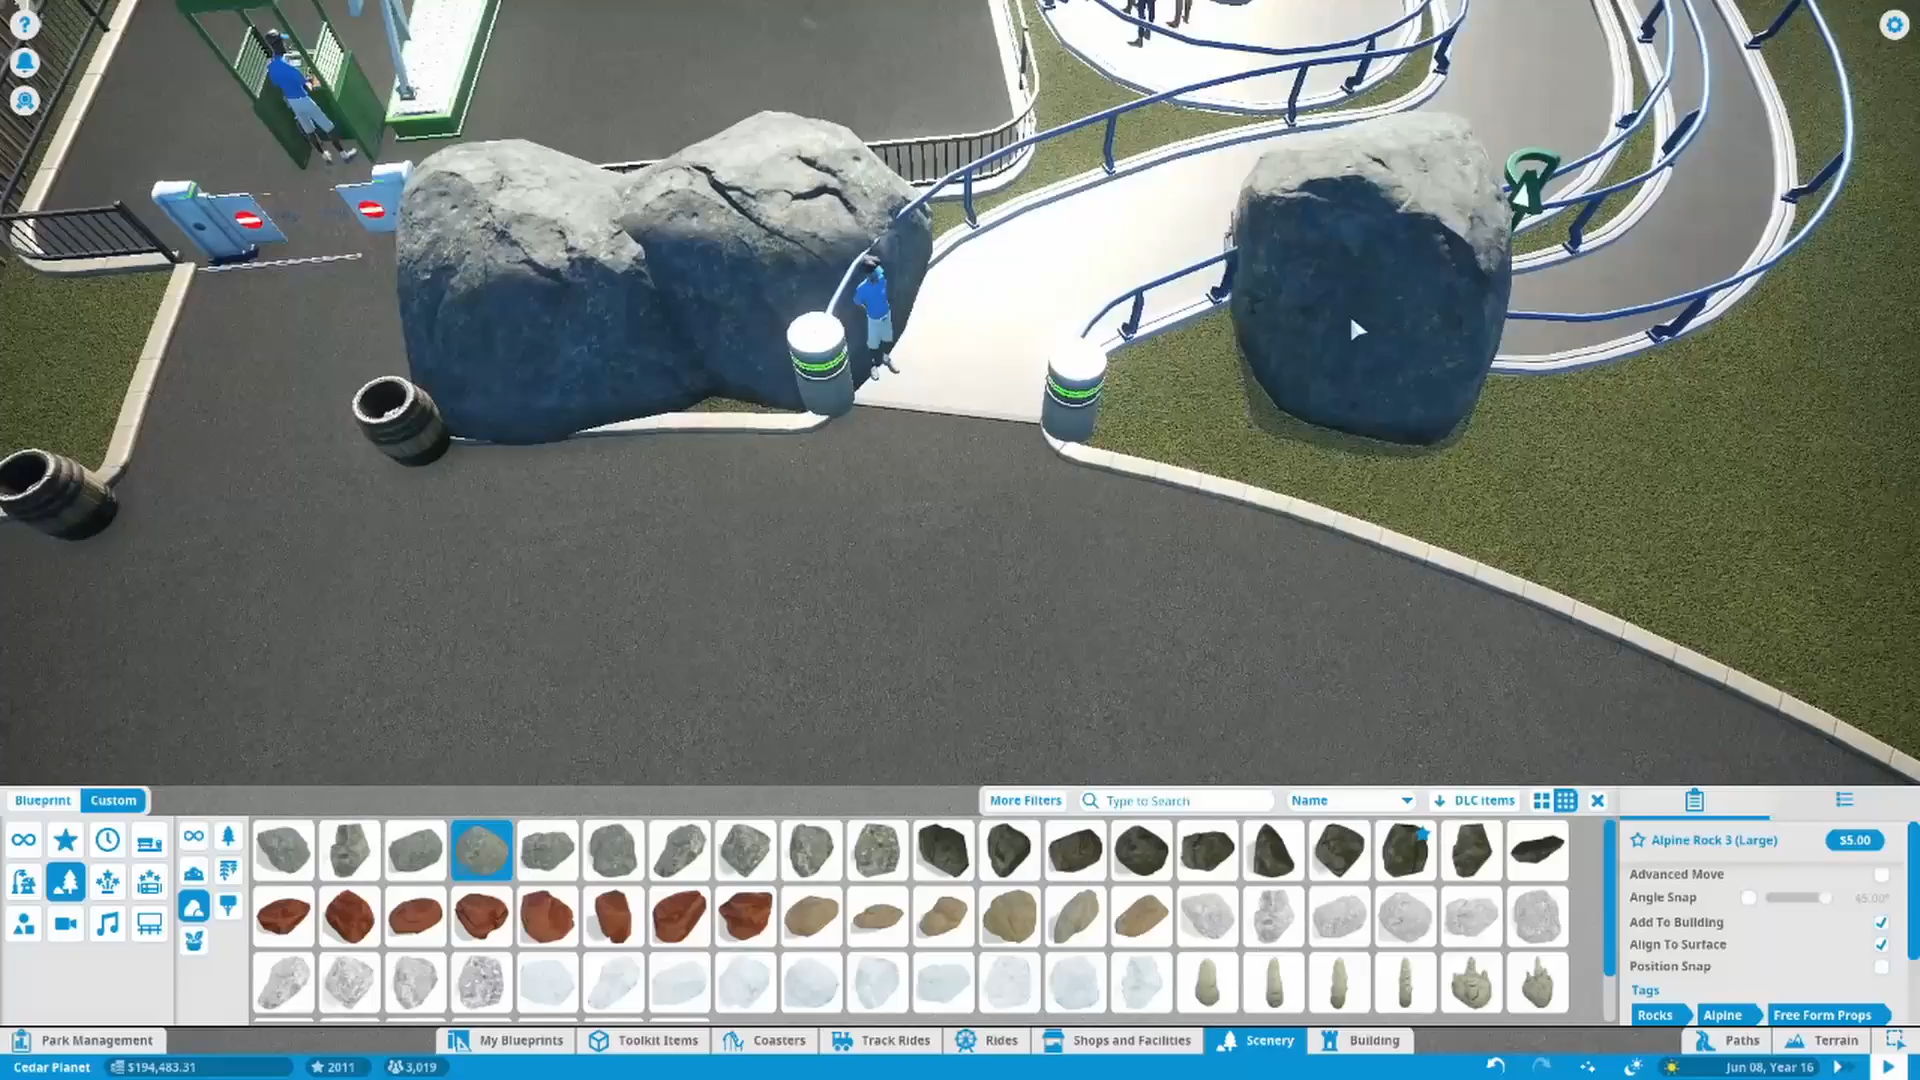 Blueprint
Custom
More Filters
Type to Search
Name
DLC items
Alpine Rock 3 (Large)
$5.00
Advanced Move
Angle Snap
45.00°
Add To Building
Align To Surface
Position Snap
Tags
Rocks
Alpine
Free Form Props
Park Management
My Blueprints
Toolkit Items
Coasters
Track Rides
Rides
Shops and Facilities
Scenery
Building
Paths
Terrain
Cedar Planet
$194,483.31
2011
3,019
Jun 08, Year 16